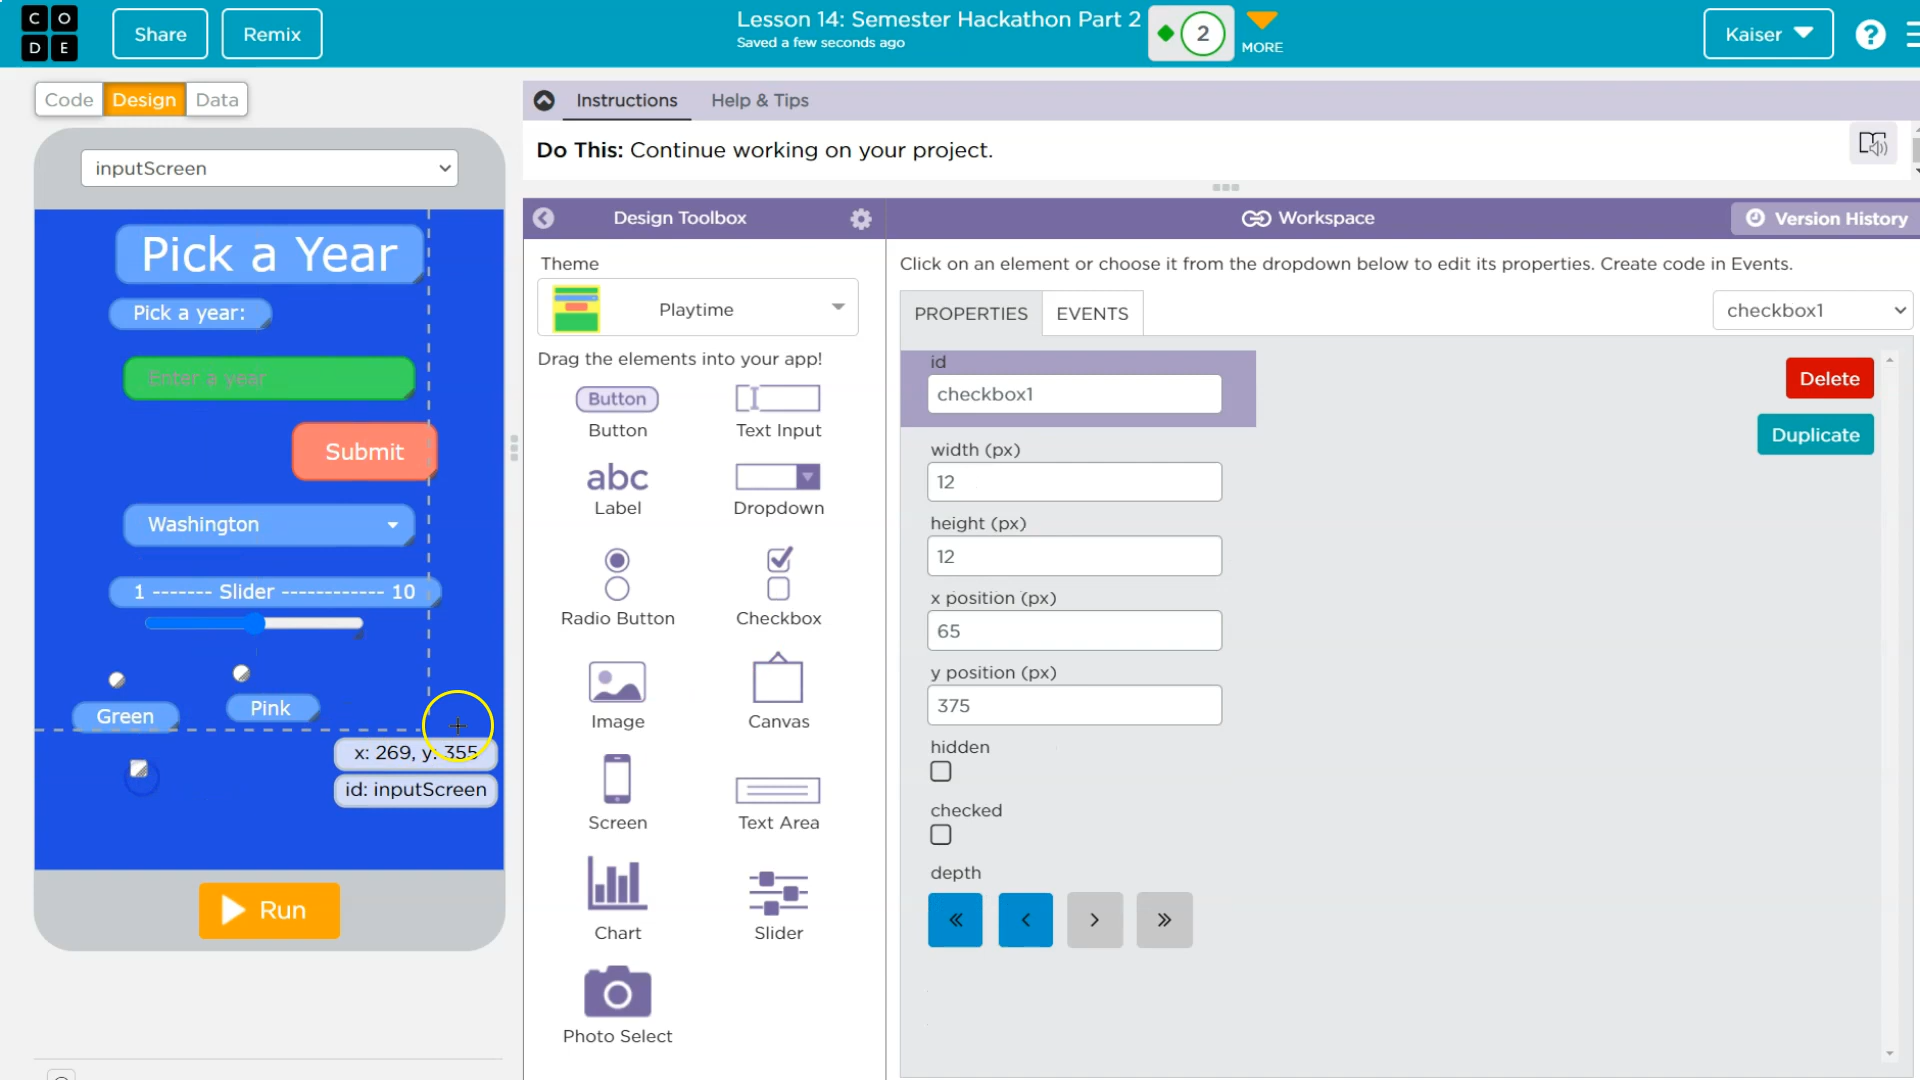 CODE
Share
Remix
Lesson 14: Semester Hackathon Part 2
Saved a few seconds ago
2
MORE
Kaiser
?
Code
Design
Data
Instructions
Help & Tips
Do This: Continue working on your project.
inputScreen
Pick a Year
Pick a year:
Enter a year
Submit
Washington
1 ------- Slider ------------ 10
Green
Pink
x: 269, y: 355
id: inputScreen
Run
Design Toolbox
Theme
Playtime
Drag the elements into your app!
Button
Button
Text Input
abc
Label
Dropdown
Radio Button
Checkbox
Image
Canvas
Screen
Text Area
Chart
Slider
Photo Select
Workspace
Version History
Click on an element or choose it from the dropdown below to edit its properties. Create code in Events.
PROPERTIES
EVENTS
checkbox1
id
checkbox1
Delete
Duplicate
width (px)
12
height (px)
12
x position (px)
65
y position (px)
375
hidden
checked
depth